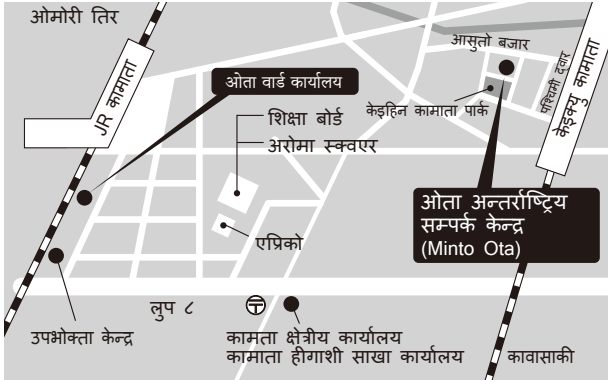 ओमोरी तिर
आसुतो बजार
JR कामाता
ओता वार्ड कार्यालय
पश्चिमी द्वार
केइक्यु कामाता
केइहिन कामाता पार्क
शिक्षा बोर्ड
अरोमा स्क्वएर
ओता अन्तर्राष्ट्रिय
सम्पर्क केन्द्र
(Minto Ota)
एप्रिको
लुप ८
उपभोक्ता केन्द्र
〒
कामता क्षेत्रीय कार्यालय
कामाता हीगाशी साखा कार्यालय
कावासाकी